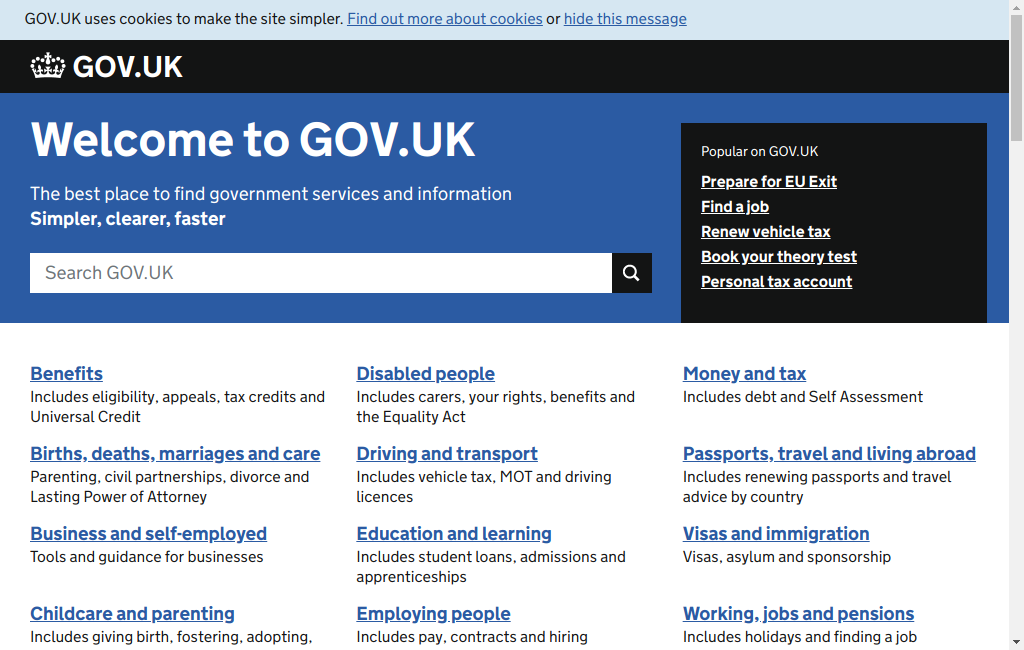 GOV.UK uses cookies to make the site simpler. Find out more about cookies or hide this message
GOV.UK
Welcome to GOV.UK
The best place to find government services and information
Simpler, clearer, faster
Search GOV.UK
Popular on GOV.UK
Prepare for EU Exit
Find a job
Renew vehicle tax
Book your theory test
Personal tax account
Benefits
Includes eligibility, appeals, tax credits and
Universal Credit
Births, deaths, marriages and care
Parenting, civil partnerships, divorce and
Lasting Power of Attorney
Business and self-employed
Tools and guidance for businesses
Childcare and parenting
Includes giving birth, fostering, adopting,
Disabled people
Includes carers, your rights, benefits and
the Equality Act
Driving and transport
Includes vehicle tax, MOT and driving
licences
Education and learning
Includes student loans, admissions and
apprenticeships
Employing people
Includes pay, contracts and hiring
Money and tax
Includes debt and Self Assessment
Passports, travel and living abroad
Includes renewing passports and travel
advice by country
Visas and immigration
Visas, asylum and sponsorship
Working, jobs and pensions
Includes holidays and finding a job